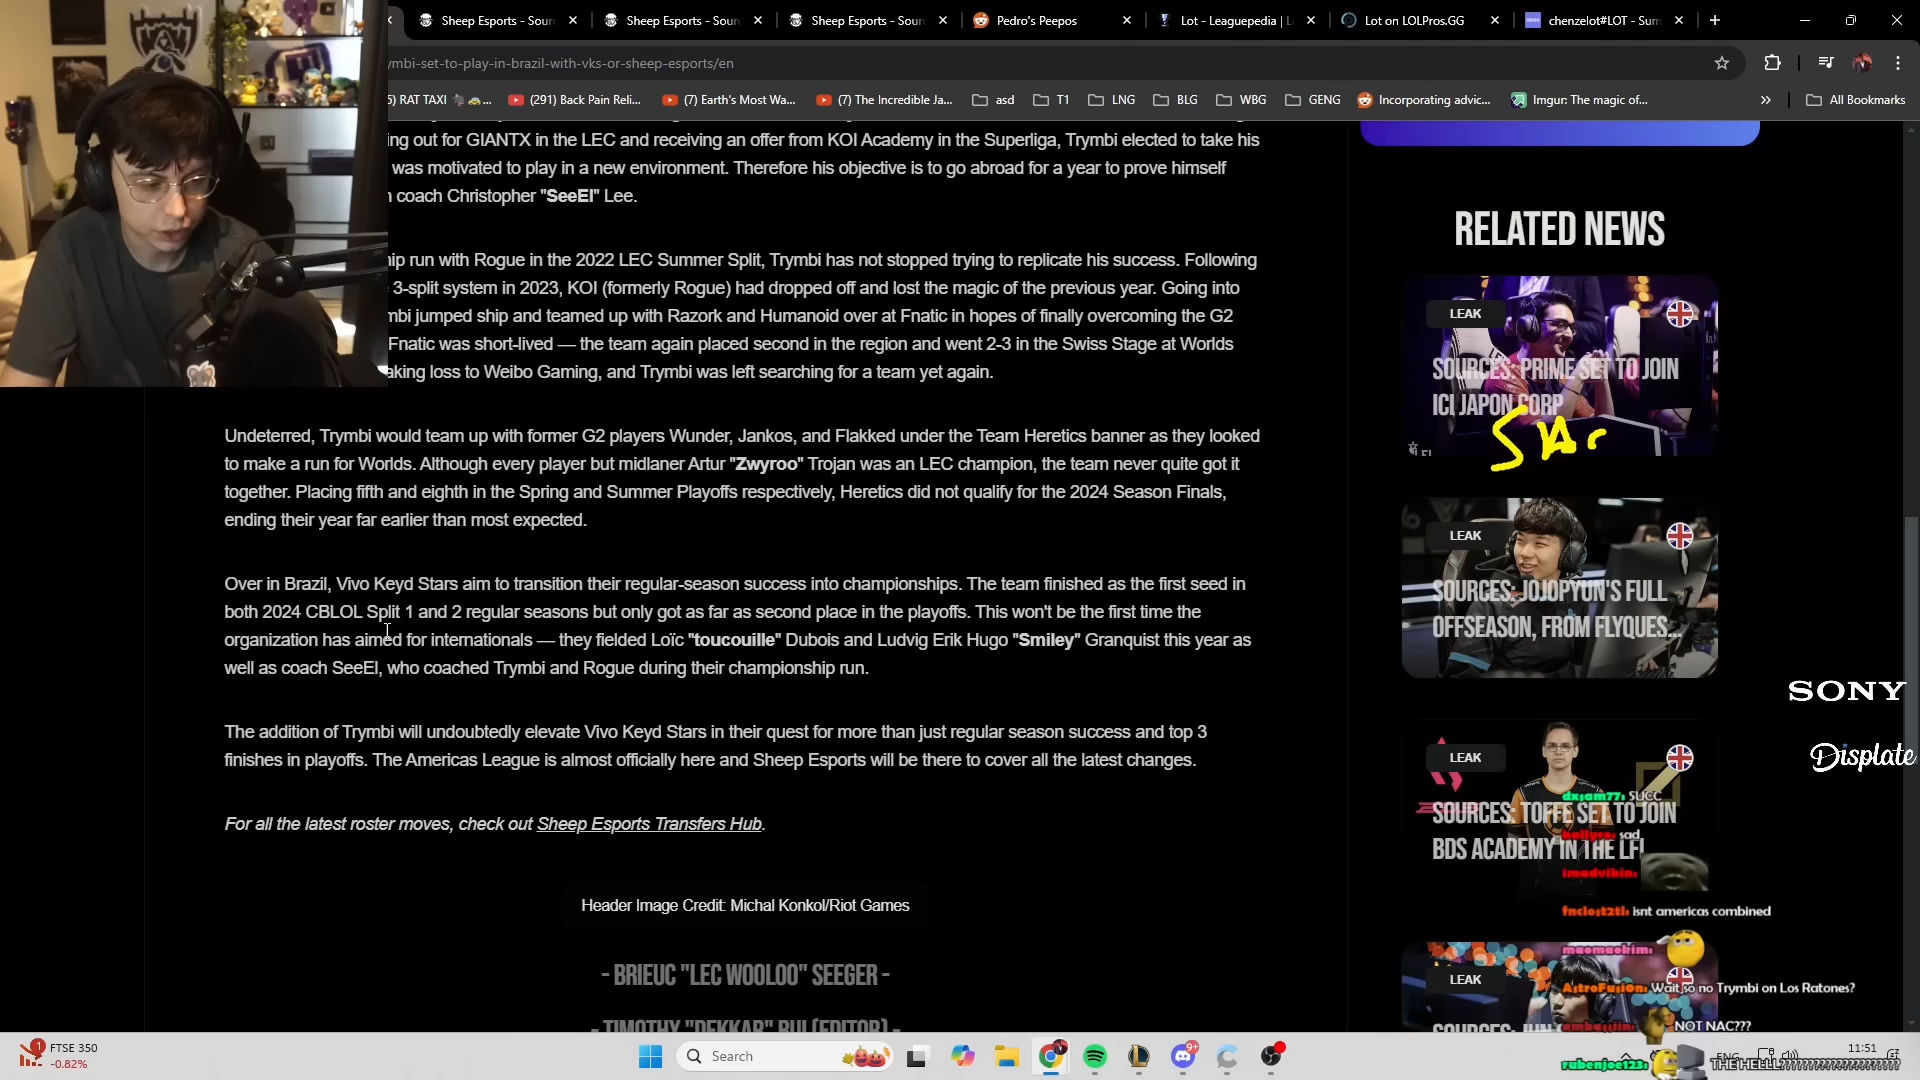 Sheep Esports - Sour
Sheep Esports - Sour
Sheep Esports - Sour
Pedro's Peepos
Lot - Leaguepedia | L
Lot on LOLPros.GG
chenzelot#LOT - Sum
ymbi-set-to-play-in-brazil-with-vks-or-sheep-esports/en
RAT TAXI
(291) Back Pain Reli...
(7) Earth's Most Wa...
(7) The Incredible Ja...
asd
T1
LNG
BLG
WBG
GENG
Incorporating advic...
Imgur: The magic of...
All Bookmarks
ing out for GIANTX in the LEC and receiving an offer from KOI Academy in the Superliga, Trymbi elected to take his
was motivated to play in a new environment. Therefore his objective is to go abroad for a year to prove himself
coach Christopher "SeeEl" Lee.
ip run with Rogue in the 2022 LEC Summer Split, Trymbi has not stopped trying to replicate his success. Following
3-split system in 2023, KOI (formerly Rogue) had dropped off and lost the magic of the previous year. Going into
mbi jumped ship and teamed up with Razork and Humanoid over at Fnatic in hopes of finally overcoming the G2
Fnatic was short-lived — the team again placed second in the region and went 2-3 in the Swiss Stage at Worlds
aking loss to Weibo Gaming, and Trymbi was left searching for a team yet again.
Undeterred, Trymbi would team up with former G2 players Wunder, Jankos, and Flakked under the Team Heretics banner as they looked
to make a run for Worlds. Although every player but midlaner Artur "Zwyroo" Trojan was an LEC champion, the team never quite got it
together. Placing fifth and eighth in the Spring and Summer Playoffs respectively, Heretics did not qualify for the 2024 Season Finals,
ending their year far earlier than most expected.
Over in Brazil, Vivo Keyd Stars aim to transition their regular-season success into championships. The team finished as the first seed in
both 2024 CBLOL Split 1 and 2 regular seasons but only got as far as second place in the playoffs. This won't be the first time the
organization has aimed for internationals — they fielded Loïc "toucouille" Dubois and Ludvig Erik Hugo "Smiley" Granquist this year as
well as coach SeeEl, who coached Trymbi and Rogue during their championship run.
The addition of Trymbi will undoubtedly elevate Vivo Keyd Stars in their quest for more than just regular season success and top 3
finishes in playoffs. The Americas League is almost officially here and Sheep Esports will be there to cover all the latest changes.
For all the latest roster moves, check out Sheep Esports Transfers Hub.
Header Image Credit: Michal Konkol/Riot Games
- BRIEUC "LEC WOOLOO" SEEGER -
- TIMOTHY "DEKKAR" BUI (EDITOR) -
RELATED NEWS
LEAK
SOURCES: PRIME SET TO JOIN
ICI JAPON CORP
LEAK
SOURCES: JOJOPYUN'S FULL
OFFSEASON, FROM FLYQUES...
LEAK
SOURCES: TOFFE SET TO JOIN
BDS ACADEMY IN THE LFL
LEAK
SONY
Displate
dxsam77: SUCC
sad
imadvibin:
fnclost2tl: isnt americas combined
maomaokim:
AstroFusion: Wait so no Trymbi on Los Ratones?
NOT NAC???
rubenjoe123:
FTSE 350
-0.82%
Search
9+
ENG
11:51